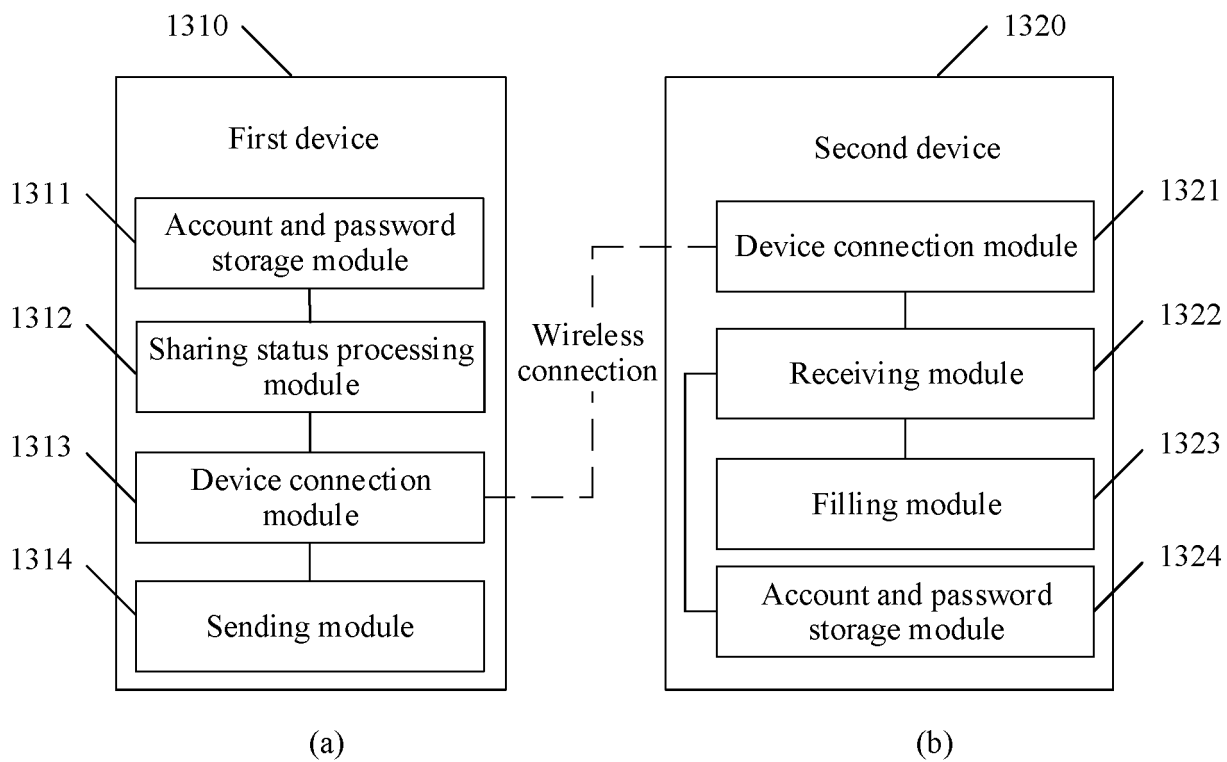 1310
First device
1311
Account and password
storage module
1312
Sharing status processing
module
1313
Device connection
module
1314
Sending module
(a)
Wireless
connection
1320
Second device
1321
Device connection module
1322
Receiving module
1323
Filling module
1324
Account and password
storage module
(b)